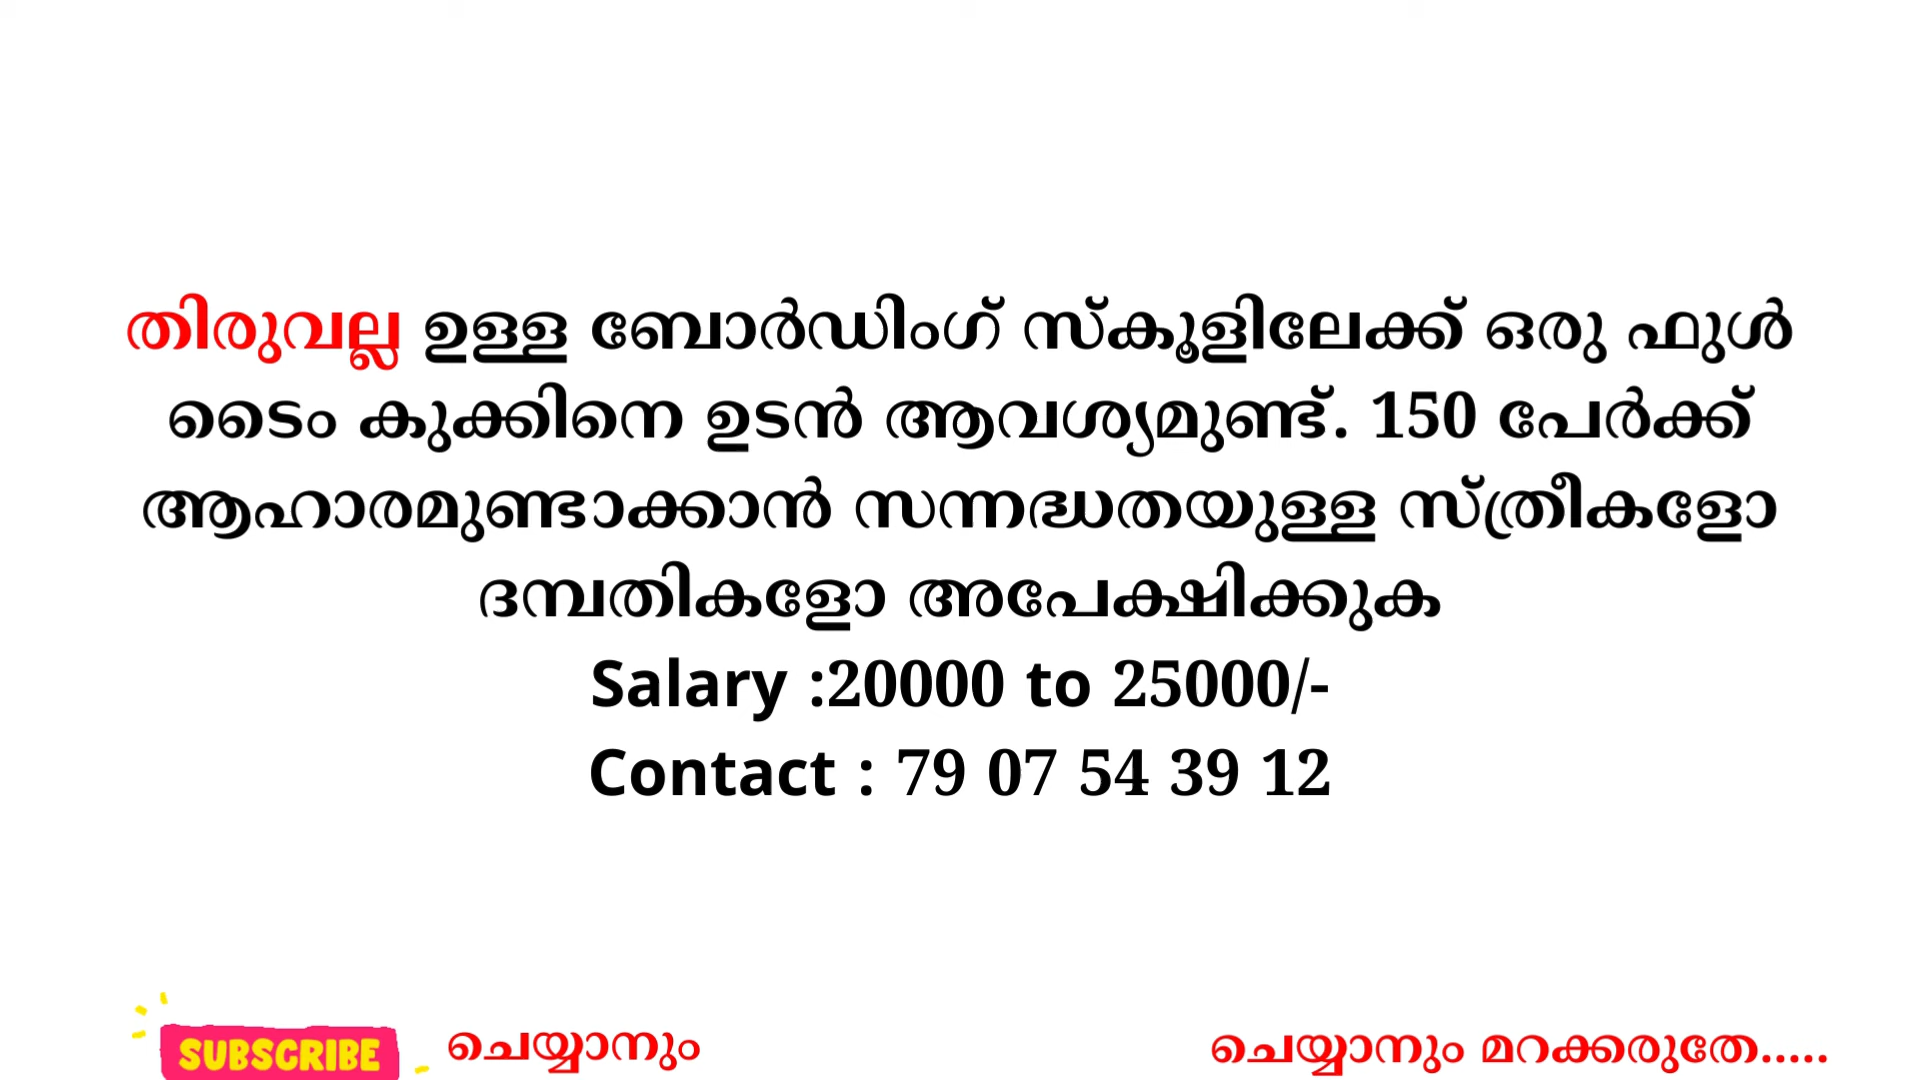 തിരുവല്ല ഉള്ള ബോർഡിംഗ് സ്കൂളിലേക്ക് ഒരു ഫുൾ
ടൈം കുക്കിനെ ഉടൻ ആവശ്യമുണ്ട്. 150 പേർക്ക്
ആഹാരമുണ്ടാക്കാൻ സന്നദ്ധതയുള്ള സ്ത്രീകളോ
ദമ്പതികളോ അപേക്ഷിക്കുക
Salary :20000 to 25000/-
Contact : 79 07 54 39 12
SUBSCRIBE ചെയ്യാനും ചെയ്യാനും മറക്കരുതേ.....